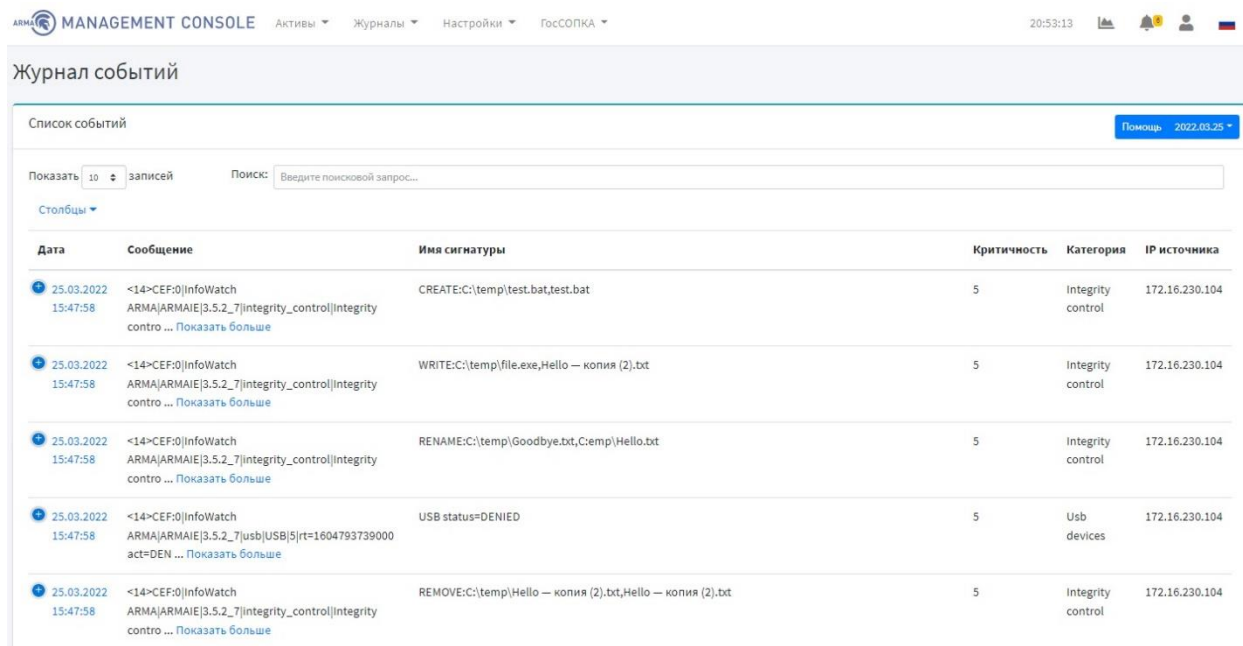 ARMA MANAGEMENT CONSOLE Активы Журналы Настройки ГосСОПКА 20:53:13 0
Журнал событий
Список событий Помощь 2022.03.25
Показать 10 записей Поиск: Введите поисковой запрос...
Столбцы
Дата Сообщение Имя сигнатуры Критичность Категория IP источника
25.03.2022 <14>CEF:0|InfoWatch CREATE:C:\temp\test.bat,test.bat 5 Integrity 172.16.230.104
15:47:58 ARMA|ARMAIE|3.5.2_7|integrity_control|Integrity control
contro ... Показать больше
25.03.2022 <14>CEF:0|InfoWatch WRITE:C:\temp\file.exe,Hello — копия (2).txt 5 Integrity 172.16.230.104
15:47:58 ARMA|ARMAIE|3.5.2_7|integrity_control|Integrity control
contro ... Показать больше
25.03.2022 <14>CEF:0|InfoWatch RENAME:C:\temp\Goodbye.txt,C:emp\Hello.txt 5 Integrity 172.16.230.104
15:47:58 ARMA|ARMAIE|3.5.2_7|integrity_control|Integrity control
contro ... Показать больше
25.03.2022 <14>CEF:0|InfoWatch USB status=DENIED 5 Usb 172.16.230.104
15:47:58 ARMA|ARMAIE|3.5.2_7|usb|USB|5|rt=1604793739000 devices
act=DEN ... Показать больше
25.03.2022 <14>CEF:0|InfoWatch REMOVE:C:\temp\Hello — копия (2).txt,Hello — копия (2).txt 5 Integrity 172.16.230.104
15:47:58 ARMA|ARMAIE|3.5.2_7|integrity_control|Integrity control
contro ... Показать больше